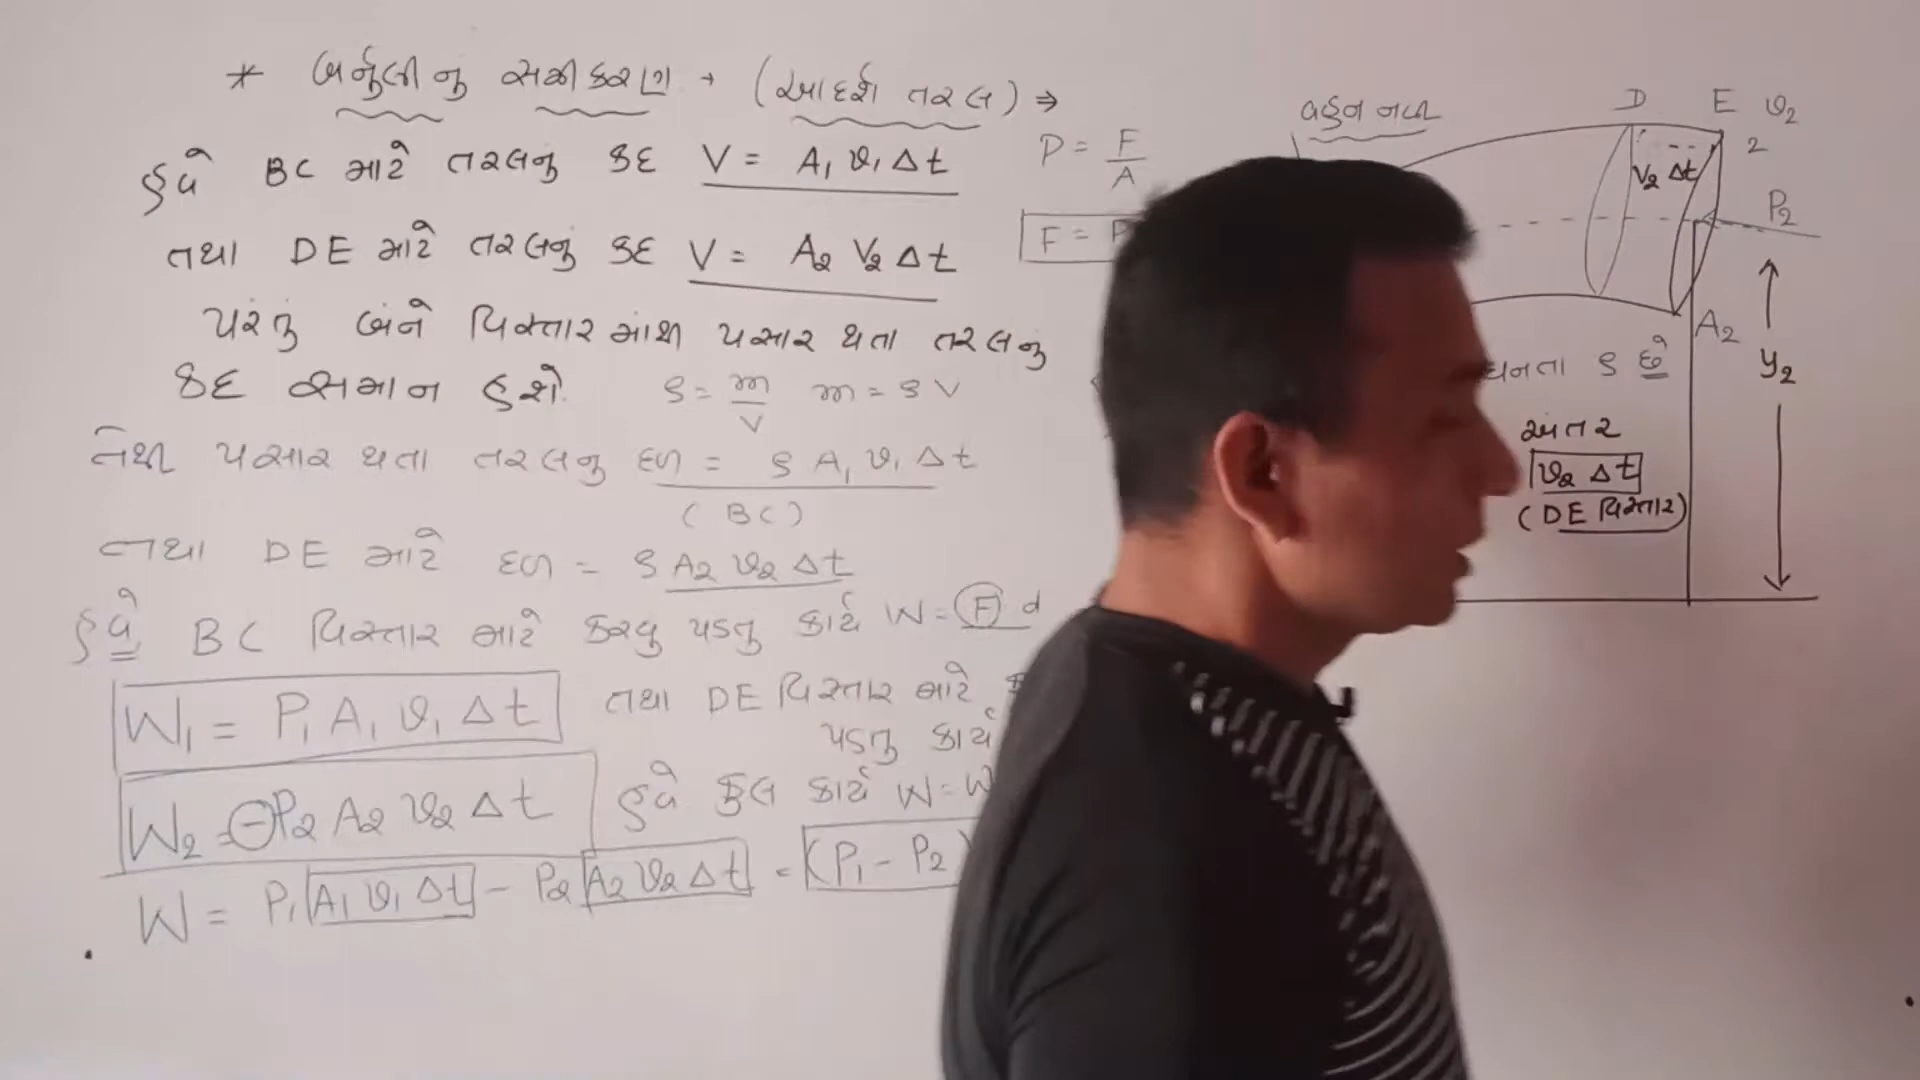 * બર્નુલીનુ સમીકરણ → (આદર્શ તરલ) ⇒
હવે BC માટે તરલનુ કદ V = A₁ v₁ Δt
તથા DE માટે તરલનું કદ V = A₂ V₂ Δt
પરંતુ બંને વિસ્તાર માંથી પસાર થતા તરલનુ
કદ સમાન હશે.
ρ = m/V m = ρ V
તેથી પસાર થતા તરલનુ દળ = ρ A₁ v₁ Δt
(BC)
તથા DE માટે દળ = ρ A₂ v₂ Δt
હવે BC વિસ્તાર માટે કરવુ પડતુ કાર્ય W = F d
W₁ = P₁ A₁ v₁ Δt
તથા DE વિસ્તાર માટે
પડતુ કાર્ય
W₂ = -P₂ A₂ v₂ Δt
હવે કુલ કાર્ય W = W
W = P₁ A₁ v₁ Δt - P₂ A₂ v₂ Δt = (P₁ - P₂)
P = F/A
F = P
વહન નળી
D E v₂
2
V₂ Δt
P₂
A₂
y₂
ઘનતા ρ છે
અંતર
v₂ Δt
(DE વિસ્તાર)